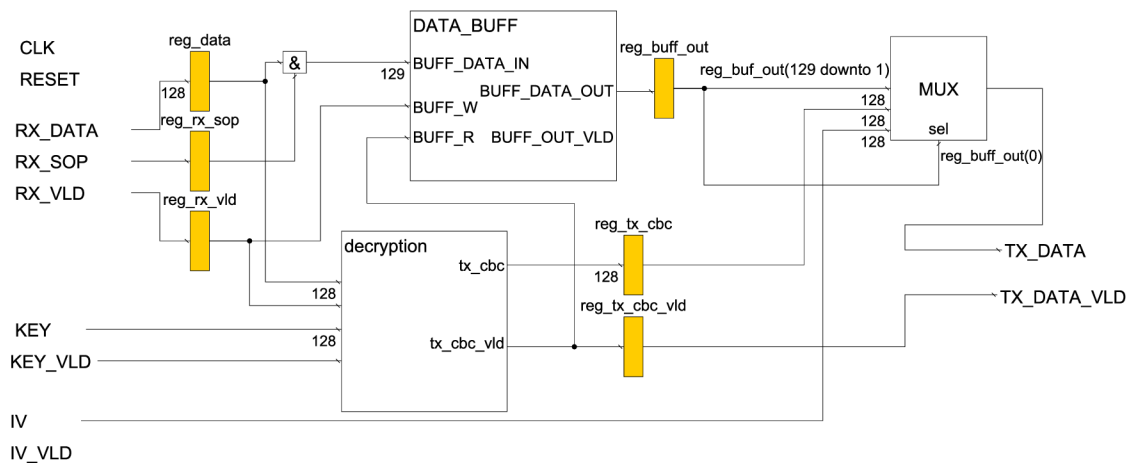 CLK
RESET
RX_DATA
RX_SOP
RX_VLD
KEY
KEY_VLD
IV
IV_VLD
reg_data
128
reg_rx_sop
reg_rx_vld
&
129
DATA_BUFF
BUFF_DATA_IN
BUFF_DATA_OUT
BUFF_W
BUFF_R
BUFF_OUT_VLD
decryption
tx_cbc
128
128
tx_cbc_vld
reg_buff_out
reg_tx_cbc
128
reg_tx_cbc_vld
reg_buf_out(129 downto 1)
128
128
128
MUX
sel
reg_buff_out(0)
TX_DATA
TX_DATA_VLD